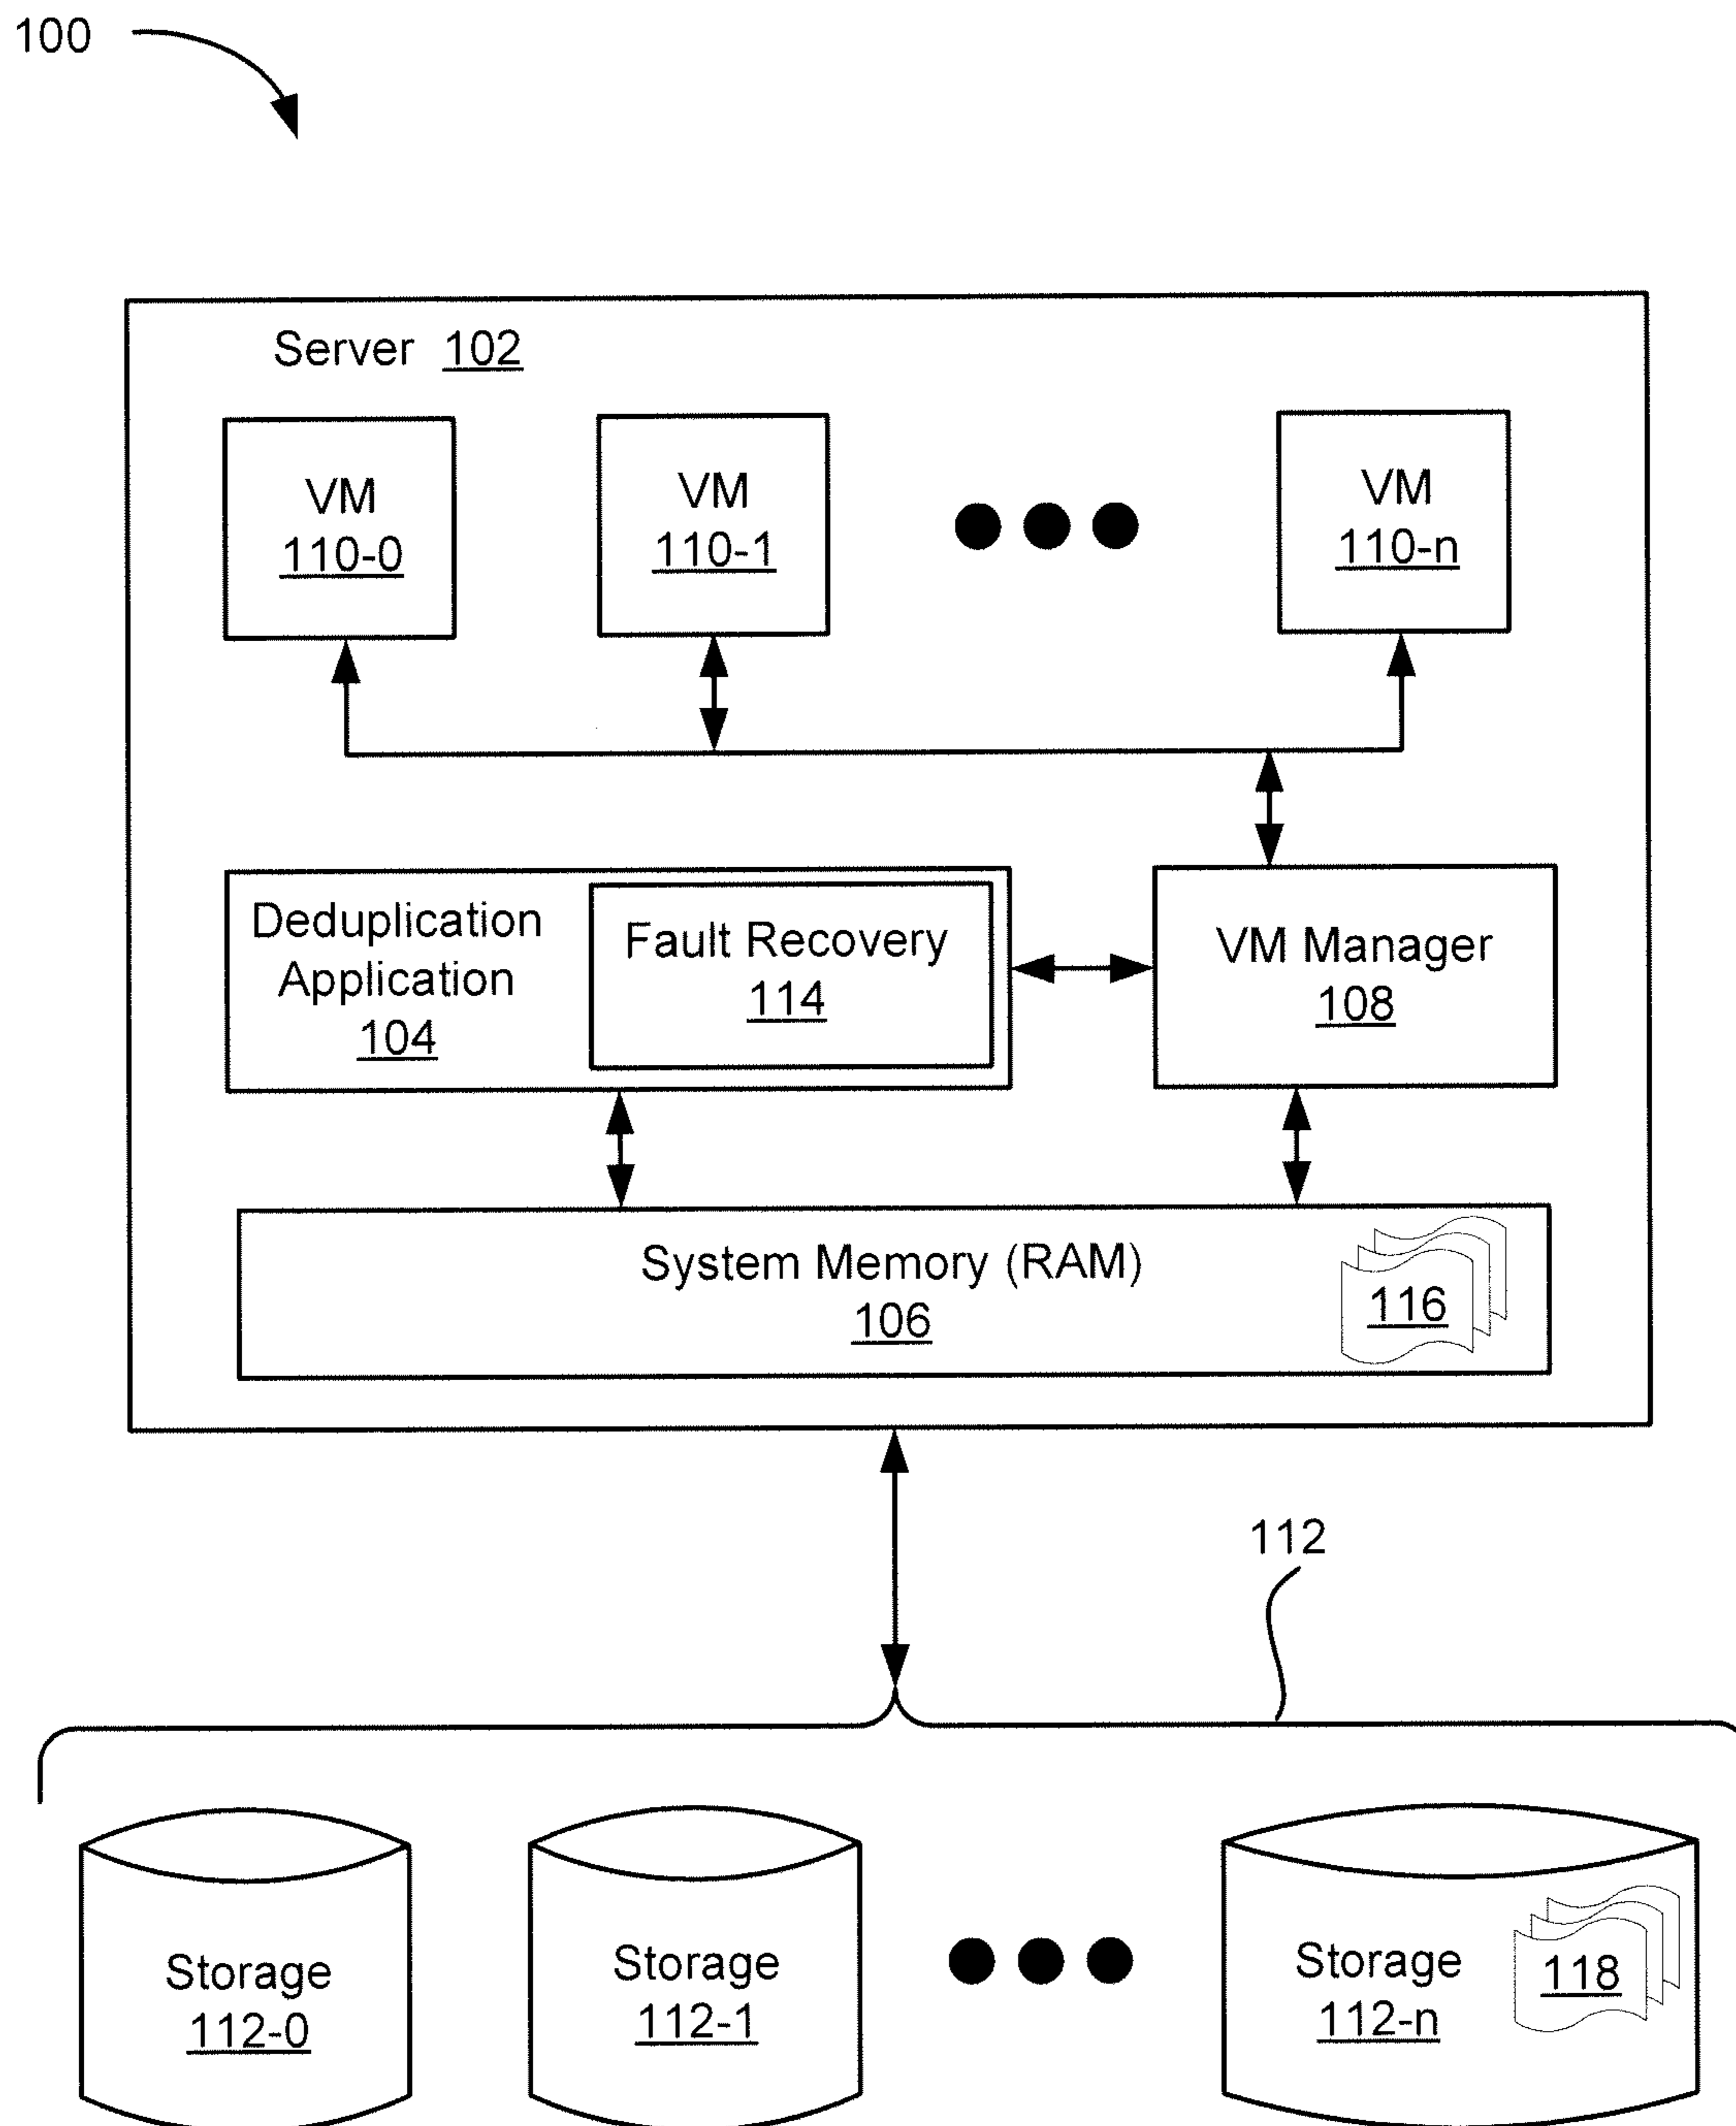 100
Server 102
VM
110-0
VM
110-1
VM
110-n
Deduplication
Application
104
Fault Recovery
114
VM Manager
108
System Memory (RAM)
106
116
112
Storage
112-0
Storage
112-1
Storage
112-n
118